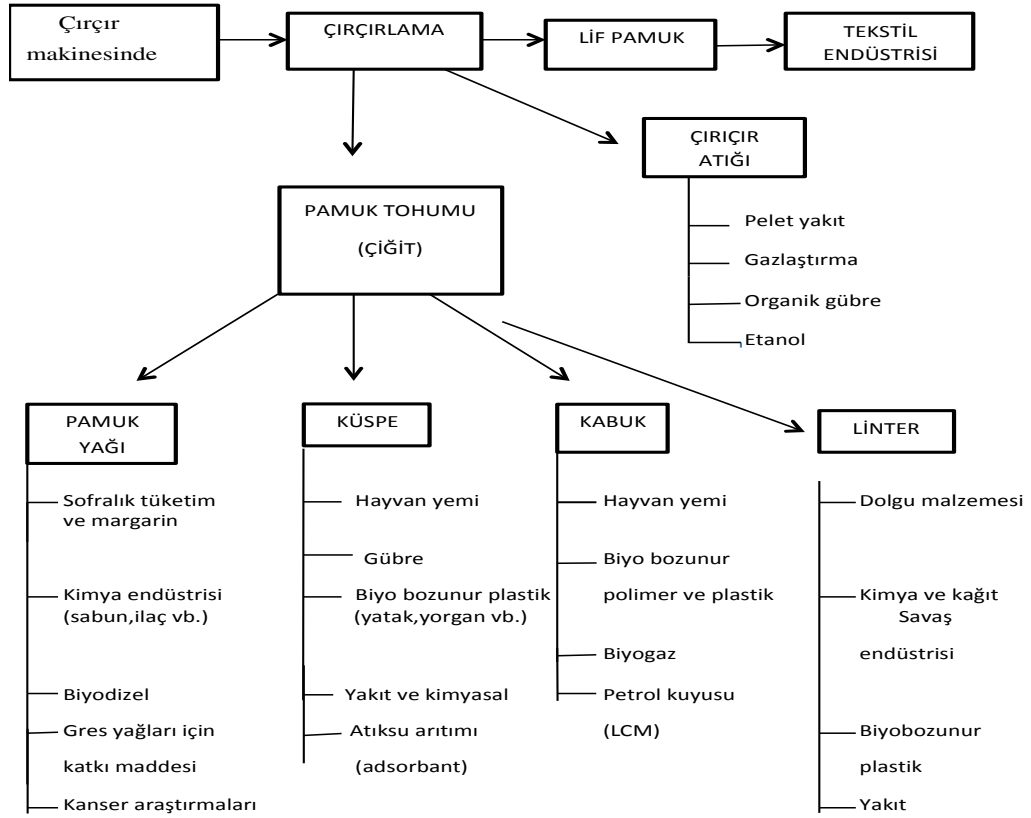 Çırçır
makinesinde
ÇIRÇIRLAMA
LİF PAMUK
TEKSTİL
ENDÜSTRİSİ
ÇIRIÇIR
ATIĞI
Pelet yakıt
Gazlaştırma
Organik gübre
Etanol
PAMUK TOHUMU
(ÇİĞİT)
PAMUK
YAĞI
Sofralık tüketim
ve margarin
Kimya endüstrisi
(sabun,ilaç vb.)
Biyodizel
Gres yağları için
katkı maddesi
Kanser araştırmaları
KÜSPE
Hayvan yemi
Gübre
Biyo bozunur plastik
(yatak,yorgan vb.)
Yakıt ve kimyasal
Atıksu arıtımı
(adsorbant)
KABUK
Hayvan yemi
Biyo bozunur
polimer ve plastik
Biyogaz
Petrol kuyusu
(LCM)
LİNTER
Dolgu malzemesi
Kimya ve kağıt
Savaş
endüstrisi
Biyobozunur
plastik
Yakıt